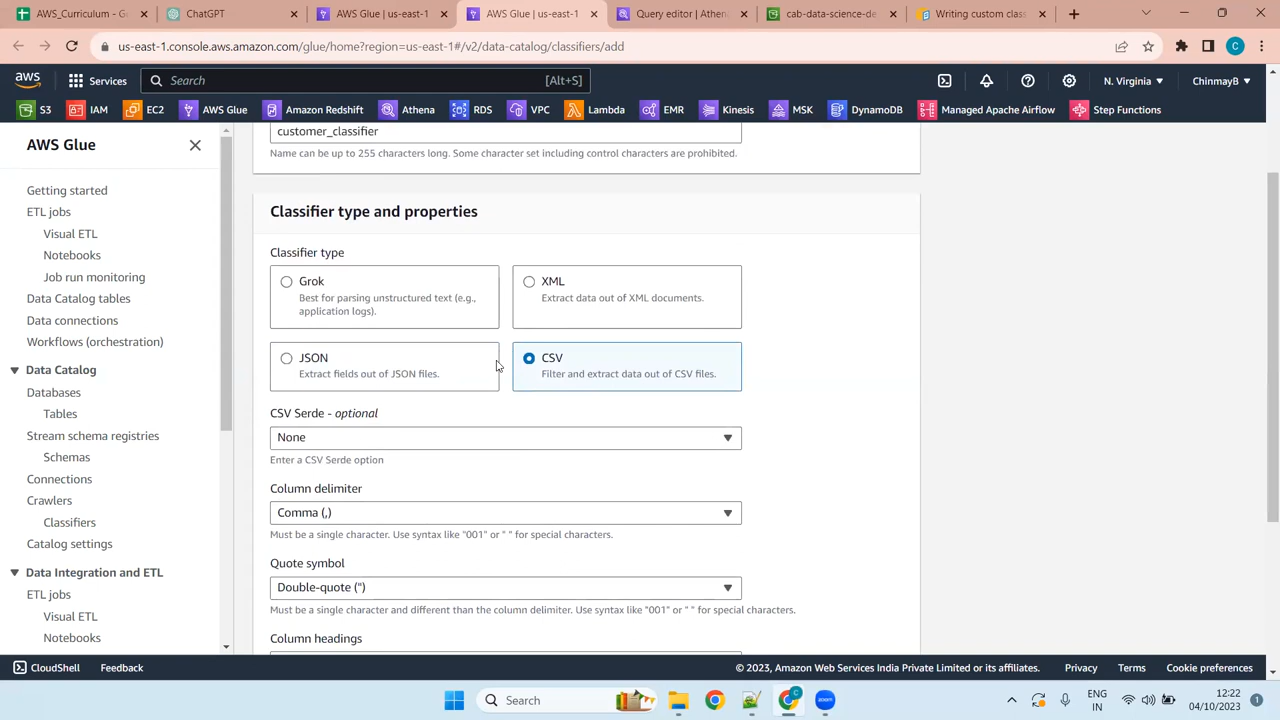 AWS_Curriculum - G
ChatGPT
AWS Glue | us-east-1
AWS Glue | us-east-1
Query editor | Athen
cab-data-science-de
Writing custom class
us-east-1.console.aws.amazon.com/glue/home?region=us-east-1#/v2/data-catalog/classifiers/add
C
aws
Services
Search
[Alt+S]
N. Virginia
ChinmayB
S3
IAM
EC2
AWS Glue
Amazon Redshift
Athena
RDS
VPC
Lambda
EMR
Kinesis
MSK
DynamoDB
Managed Apache Airflow
Step Functions
AWS Glue
Getting started
ETL jobs
Visual ETL
Notebooks
Job run monitoring
Data Catalog tables
Data connections
Workflows (orchestration)
Data Catalog
Databases
Tables
Stream schema registries
Schemas
Connections
Crawlers
Classifiers
Catalog settings
Data Integration and ETL
ETL jobs
Visual ETL
Notebooks
customer_classifier
Name can be up to 255 characters long. Some character set including control characters are prohibited.
Classifier type and properties
Classifier type
Grok
Best for parsing unstructured text (e.g.,
application logs).
XML
Extract data out of XML documents.
JSON
Extract fields out of JSON files.
CSV
Filter and extract data out of CSV files.
CSV Serde - optional
None
Enter a CSV Serde option
Column delimiter
Comma (,)
Must be a single character. Use syntax like "001" or " " for special characters.
Quote symbol
Double-quote (")
Must be a single character and different than the column delimiter. Use syntax like "001" or " " for special characters.
Column headings
CloudShell
Feedback
© 2023, Amazon Web Services India Private Limited or its affiliates.
Privacy
Terms
Cookie preferences
Search
zoom
ENG
IN
12:22
04/10/2023
1